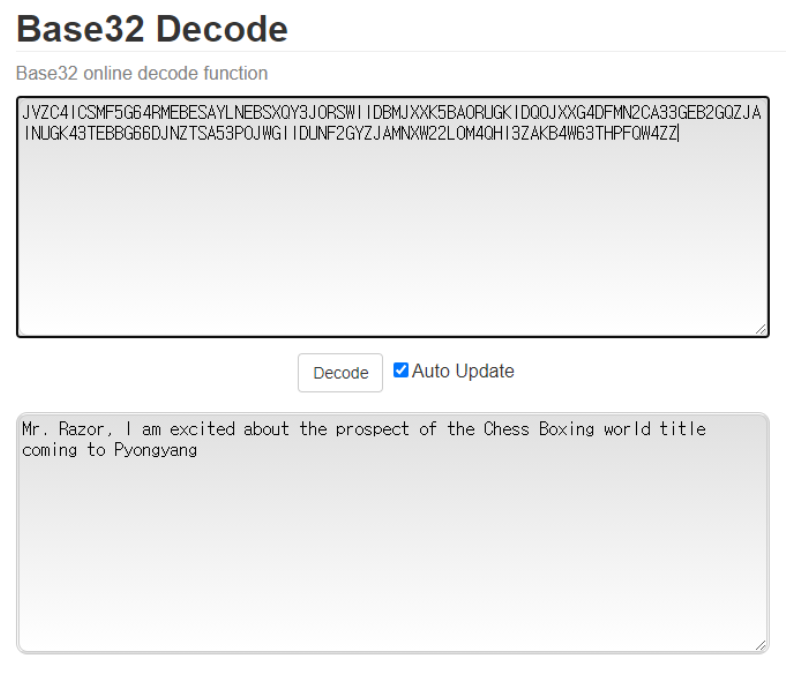 Base32 Decode
Base32 online decode function
JVZC4ICSMF5G64RMEBESAYLNEBSXQY3JORSWIIDBMJXXK5BAORUGKIDQOJXXG4DFMN2CA33GEB2GQZJA
INUGK43TEBBG66DJNZTSA53POJWGIIDUNF2GYZJAMNXW22LOM4QHI3ZAKB4W63THPFQW4ZZ
Decode Auto Update
Mr. Razor, I am excited about the prospect of the Chess Boxing world title
coming to Pyongyang